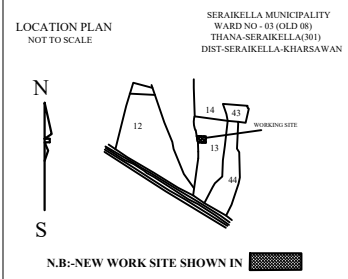 LOCATION PLAN
NOT TO SCALE
SERAIKELLA MUNICIPALITY
WARD NO - 03 (OLD 08)
THANA-SERAIKELLA(301)
DIST-SERAIKELLA-KHARSAWAN
N
S
12
14
43
WORKING SITE
13
44
N.B:-NEW WORK SITE SHOWN IN